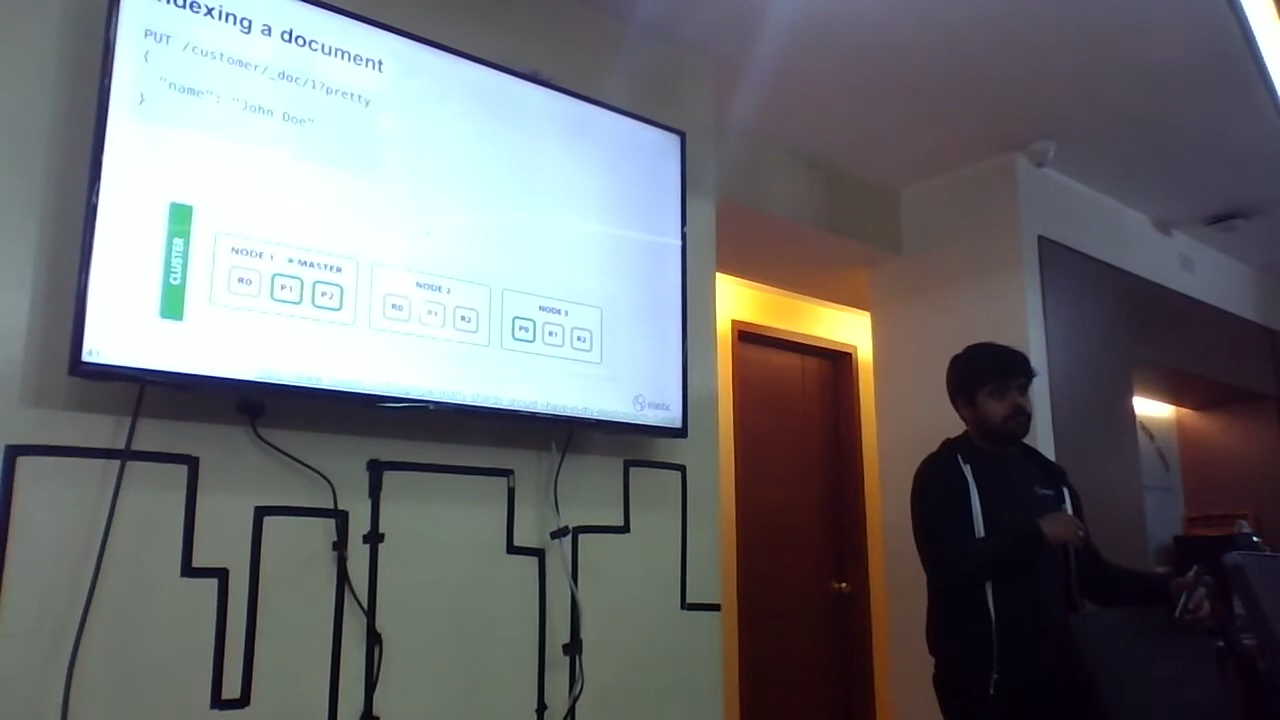 Indexing a document
PUT /customer/_doc/1?pretty
{
"name": "John Doe"
}
CLUSTER
NODE 1 MASTER
R0 P1 P2
NODE 2
R0 R1 R2
NODE 3
P0 R1 R2
elastic